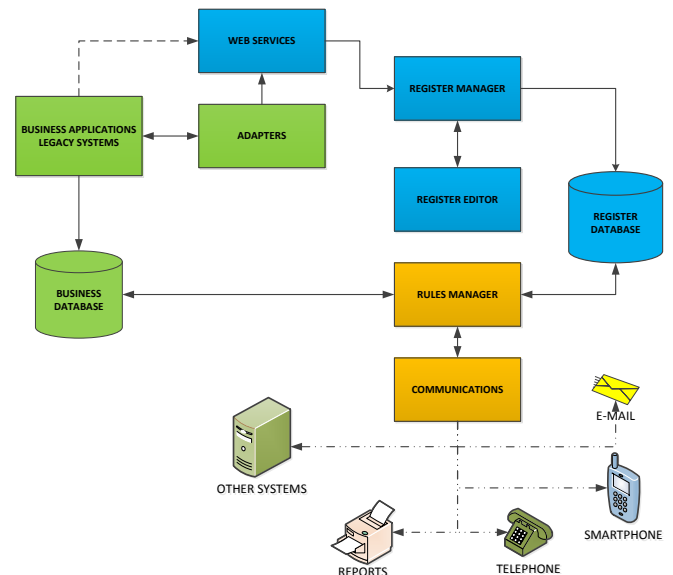 WEB SERVICES
REGISTER MANAGER
BUSINESS APPLICATIONS
LEGACY SYSTEMS
ADAPTERS
REGISTER EDITOR
REGISTER
DATABASE
BUSINESS
DATABASE
RULES MANAGER
COMMUNICATIONS
E-MAIL
OTHER SYSTEMS
SMARTPHONE
REPORTS
TELEPHONE